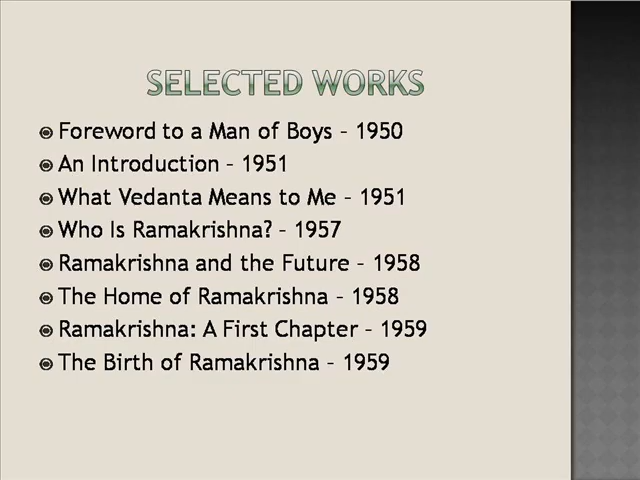 SELECTED WORKS
Foreword to a Man of Boys – 1950
An Introduction – 1951
What Vedanta Means to Me – 1951
Who Is Ramakrishna? – 1957
Ramakrishna and the Future – 1958
The Home of Ramakrishna – 1958
Ramakrishna: A First Chapter – 1959
The Birth of Ramakrishna – 1959